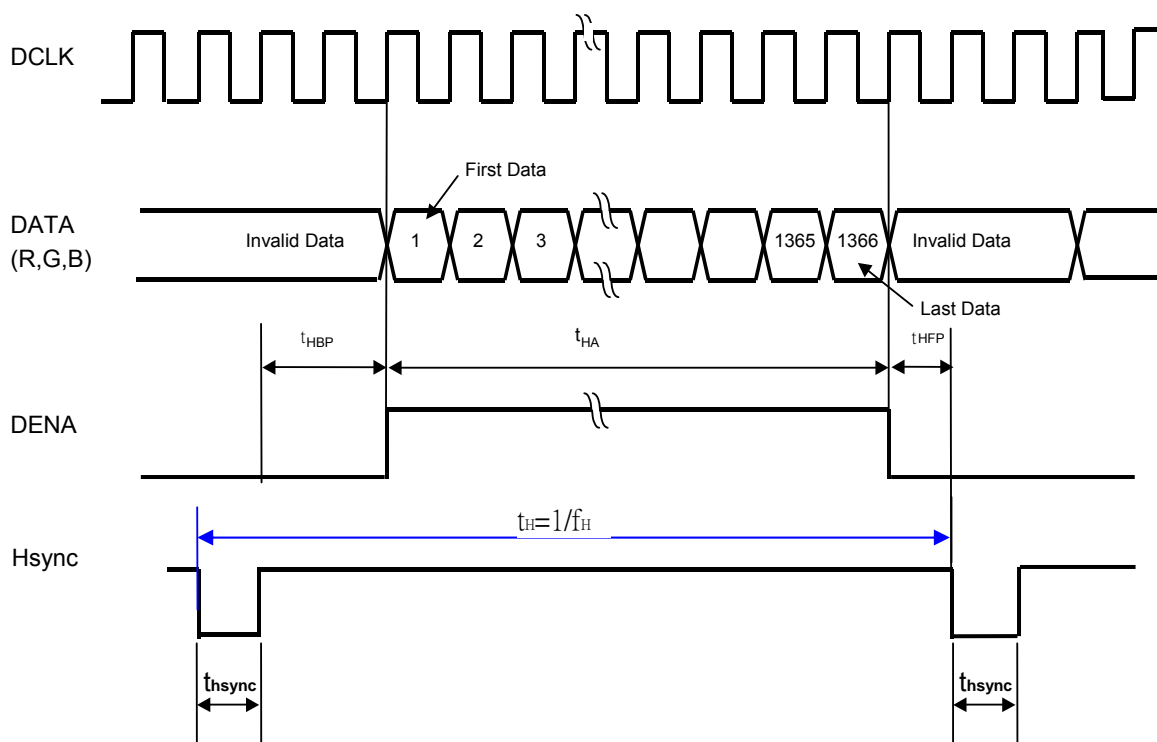 DCLK
First Data
DATA
(R,G,B)
Invalid Data
1
2
3
1365
1366
Invalid Data
Last Data
tHBP
tHA
tHFP
DENA
tH=1/fH
Hsync
thsync
thsync